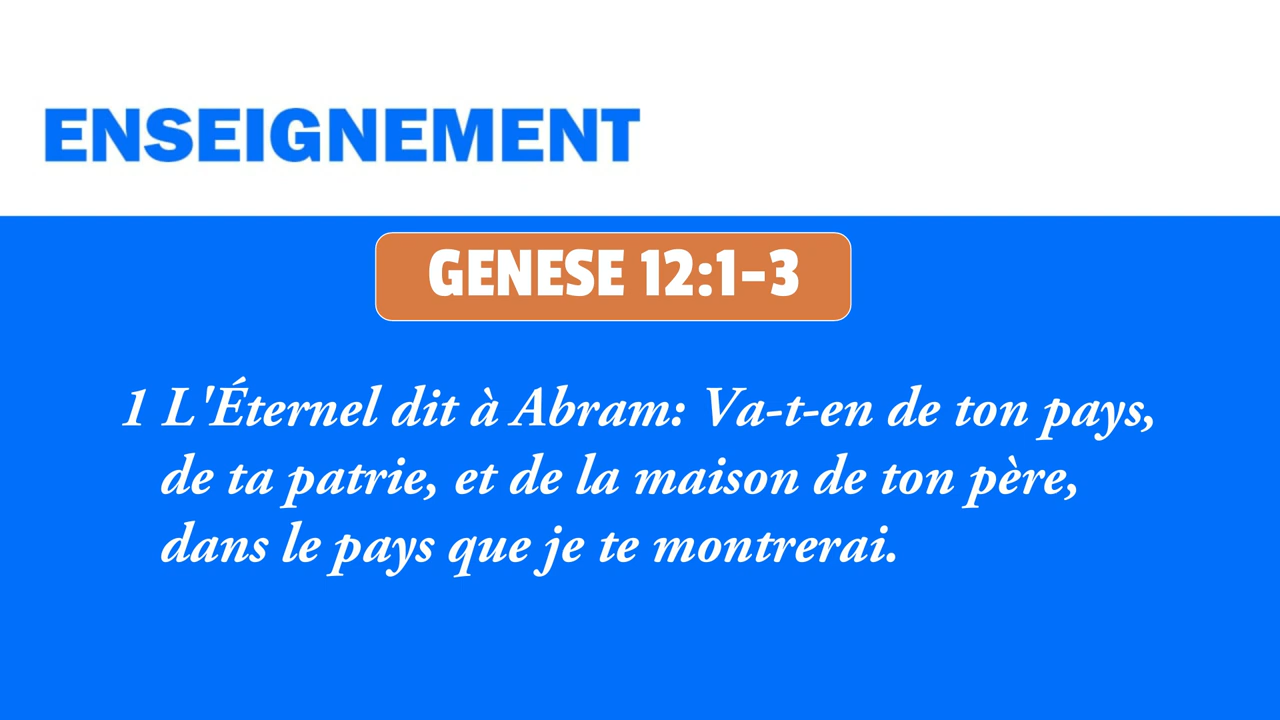 ENSEIGNEMENT
GENESE 12:1-3
1 L'Éternel dit à Abram: Va-t-en de ton pays,
de ta patrie, et de la maison de ton père,
dans le pays que je te montrerai.